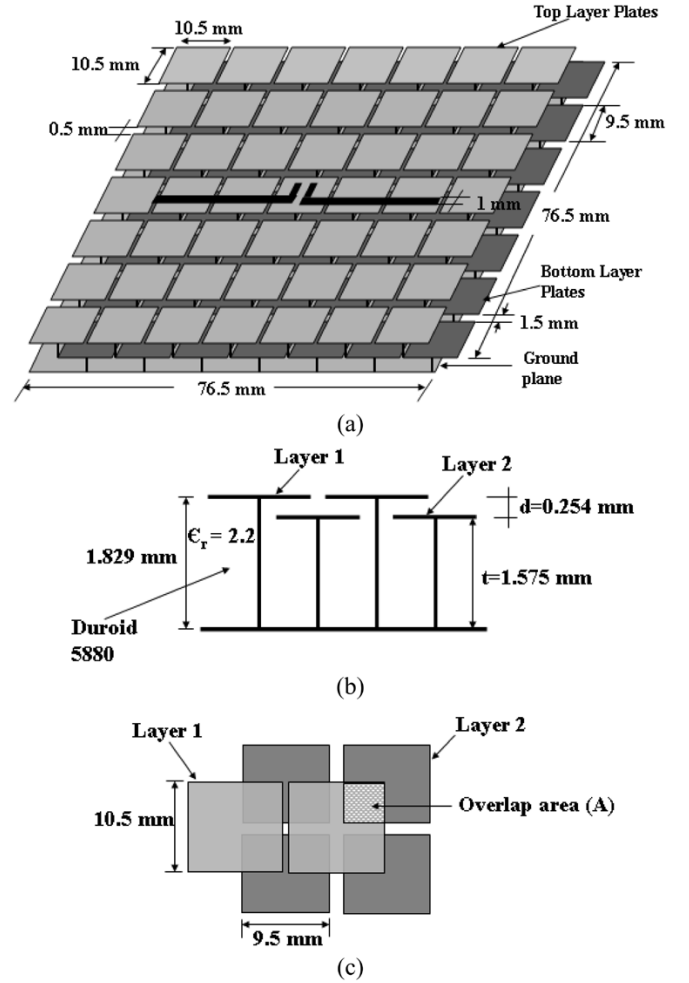 Top Layer Plates
10.5 mm
10.5 mm
0.5 mm
9.5 mm
1 mm
76.5 mm
Bottom Layer
Plates
1.5 mm
Ground
plane
76.5 mm
(a)
Layer 1
Layer 2
d=0.254 mm
Єr = 2.2
1.829 mm
t=1.575 mm
Duroid
5880
(b)
Layer 1
Layer 2
Overlap area (A)
10.5 mm
9.5 mm
(c)